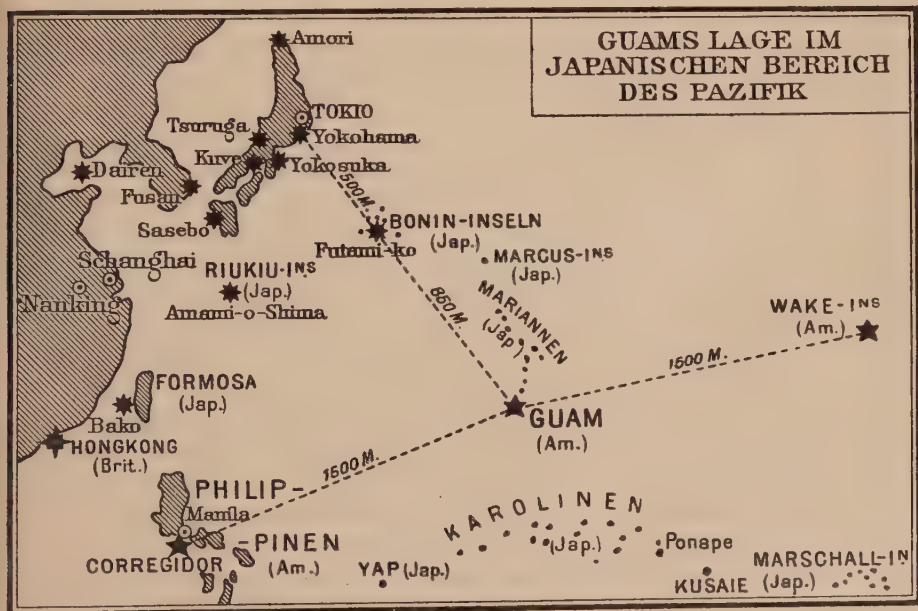 GUAMS LAGE IM
JAPANISCHEN BEREICH
DES PAZIFIK
Amori
TOKIO
Tsuruga
Yokohama
Kuve
Yokosuka
Dairen
Fusan
Sasebo
500 M.
BONIN-INSELN
(Jap.)
Futami-ko
MARCUS-INS
(Jap.)
Schanghai
Nanking
RIUKIU-INS
(Jap.)
Amami-o-Shima
850 M.
MARIANNEN
(Jap)
WAKE-INS
(Am.)
1500 M.
FORMOSA
(Jap.)
Bako
HONGKONG
(Brit.)
GUAM
(Am.)
1500 M.
PHILIP-
Manila
-PINEN
(Am.)
CORREGIDOR
KAROLINEN
(Jap.)
YAP (Jap.)
Ponape
KUSAIE
MARSCHALL-IN
(Jap.)